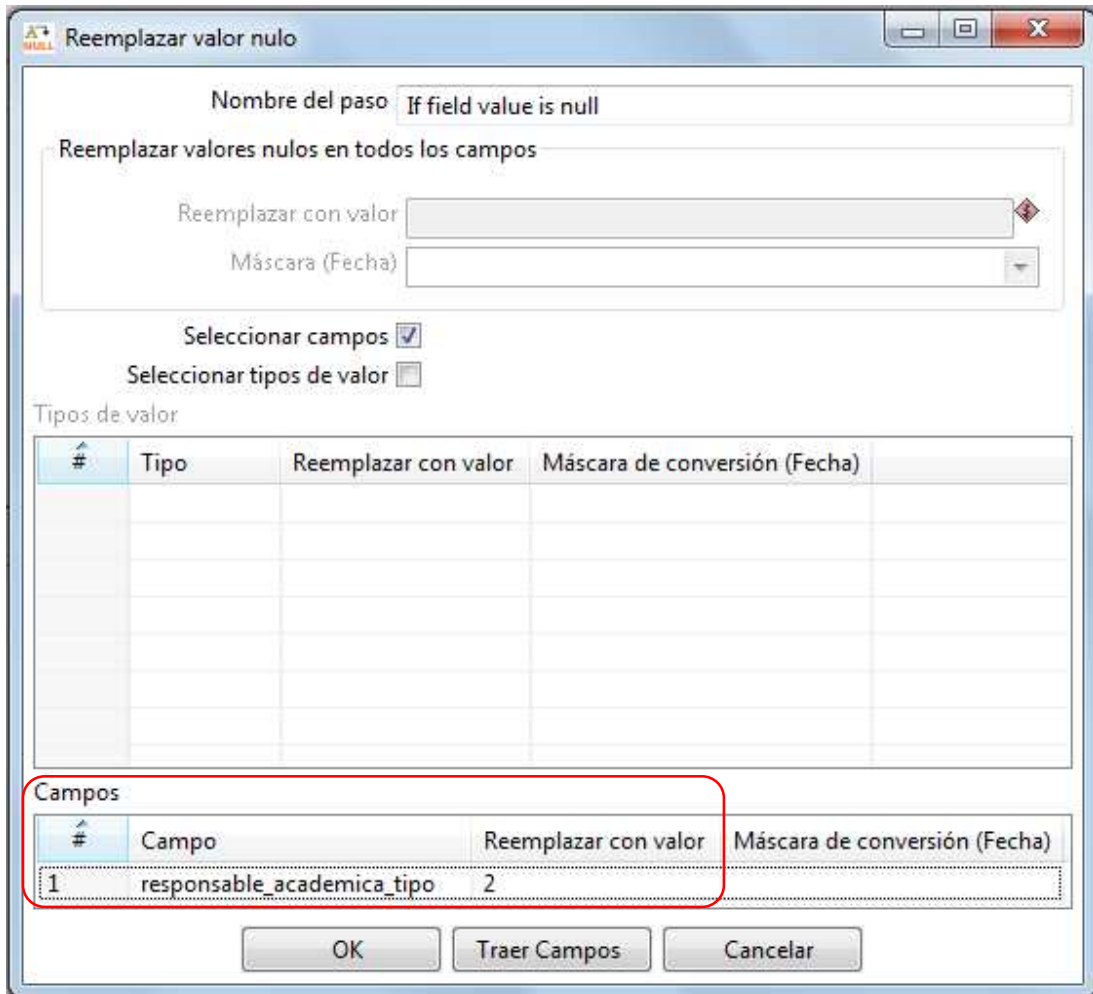 A NULL Reemplazar valor nulo
Nombre del paso If field value is null
Reemplazar valores nulos en todos los campos
Reemplazar con valor
Máscara (Fecha)
Seleccionar campos
Seleccionar tipos de valor
Tipos de valor
# Tipo Reemplazar con valor Máscara de conversión (Fecha)
Campos
# Campo Reemplazar con valor Máscara de conversión (Fecha)
1 responsable_academica_tipo 2
OK Traer Campos Cancelar